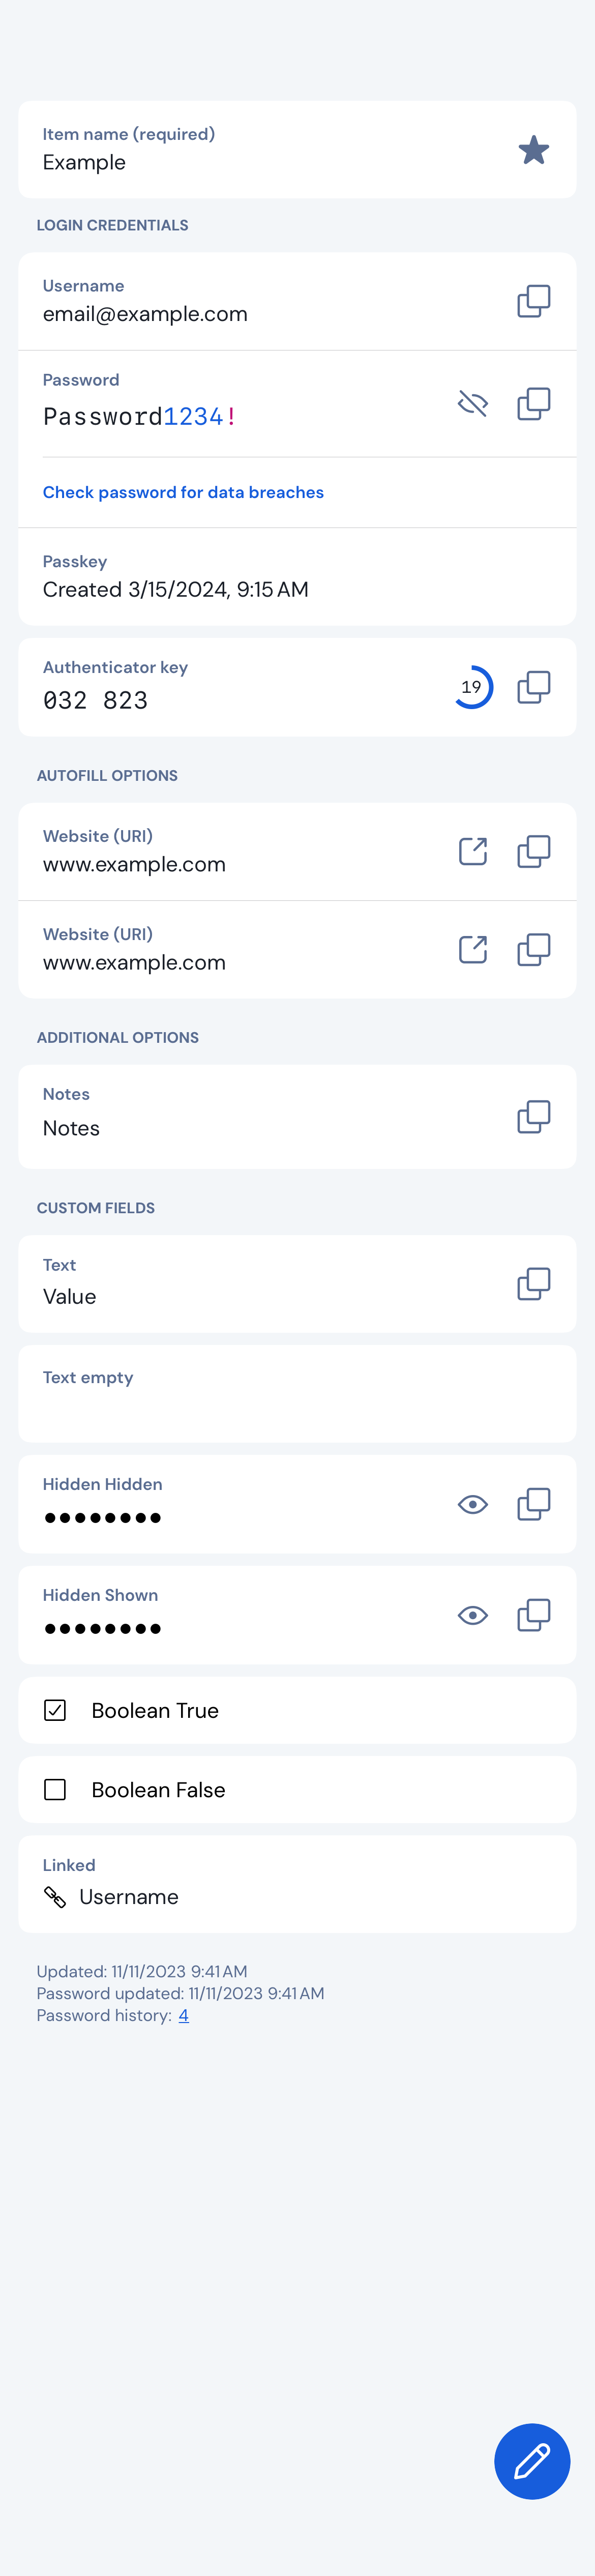 Item name (required)
Example
LOGIN CREDENTIALS
Username
email@example.com
Password
Password1234!
Check password for data breaches
Passkey
Created 3/15/2024, 9:15 AM
Authenticator key
032 823
19
AUTOFILL OPTIONS
Website (URI)
www.example.com
Website (URI)
www.example.com
ADDITIONAL OPTIONS
Notes
Notes
CUSTOM FIELDS
Text
Value
Text empty
Hidden Hidden
••••••••
Hidden Shown
••••••••
Boolean True
Boolean False
Linked
Username
Updated: 11/11/2023 9:41 AM
Password updated: 11/11/2023 9:41 AM
Password history: 4